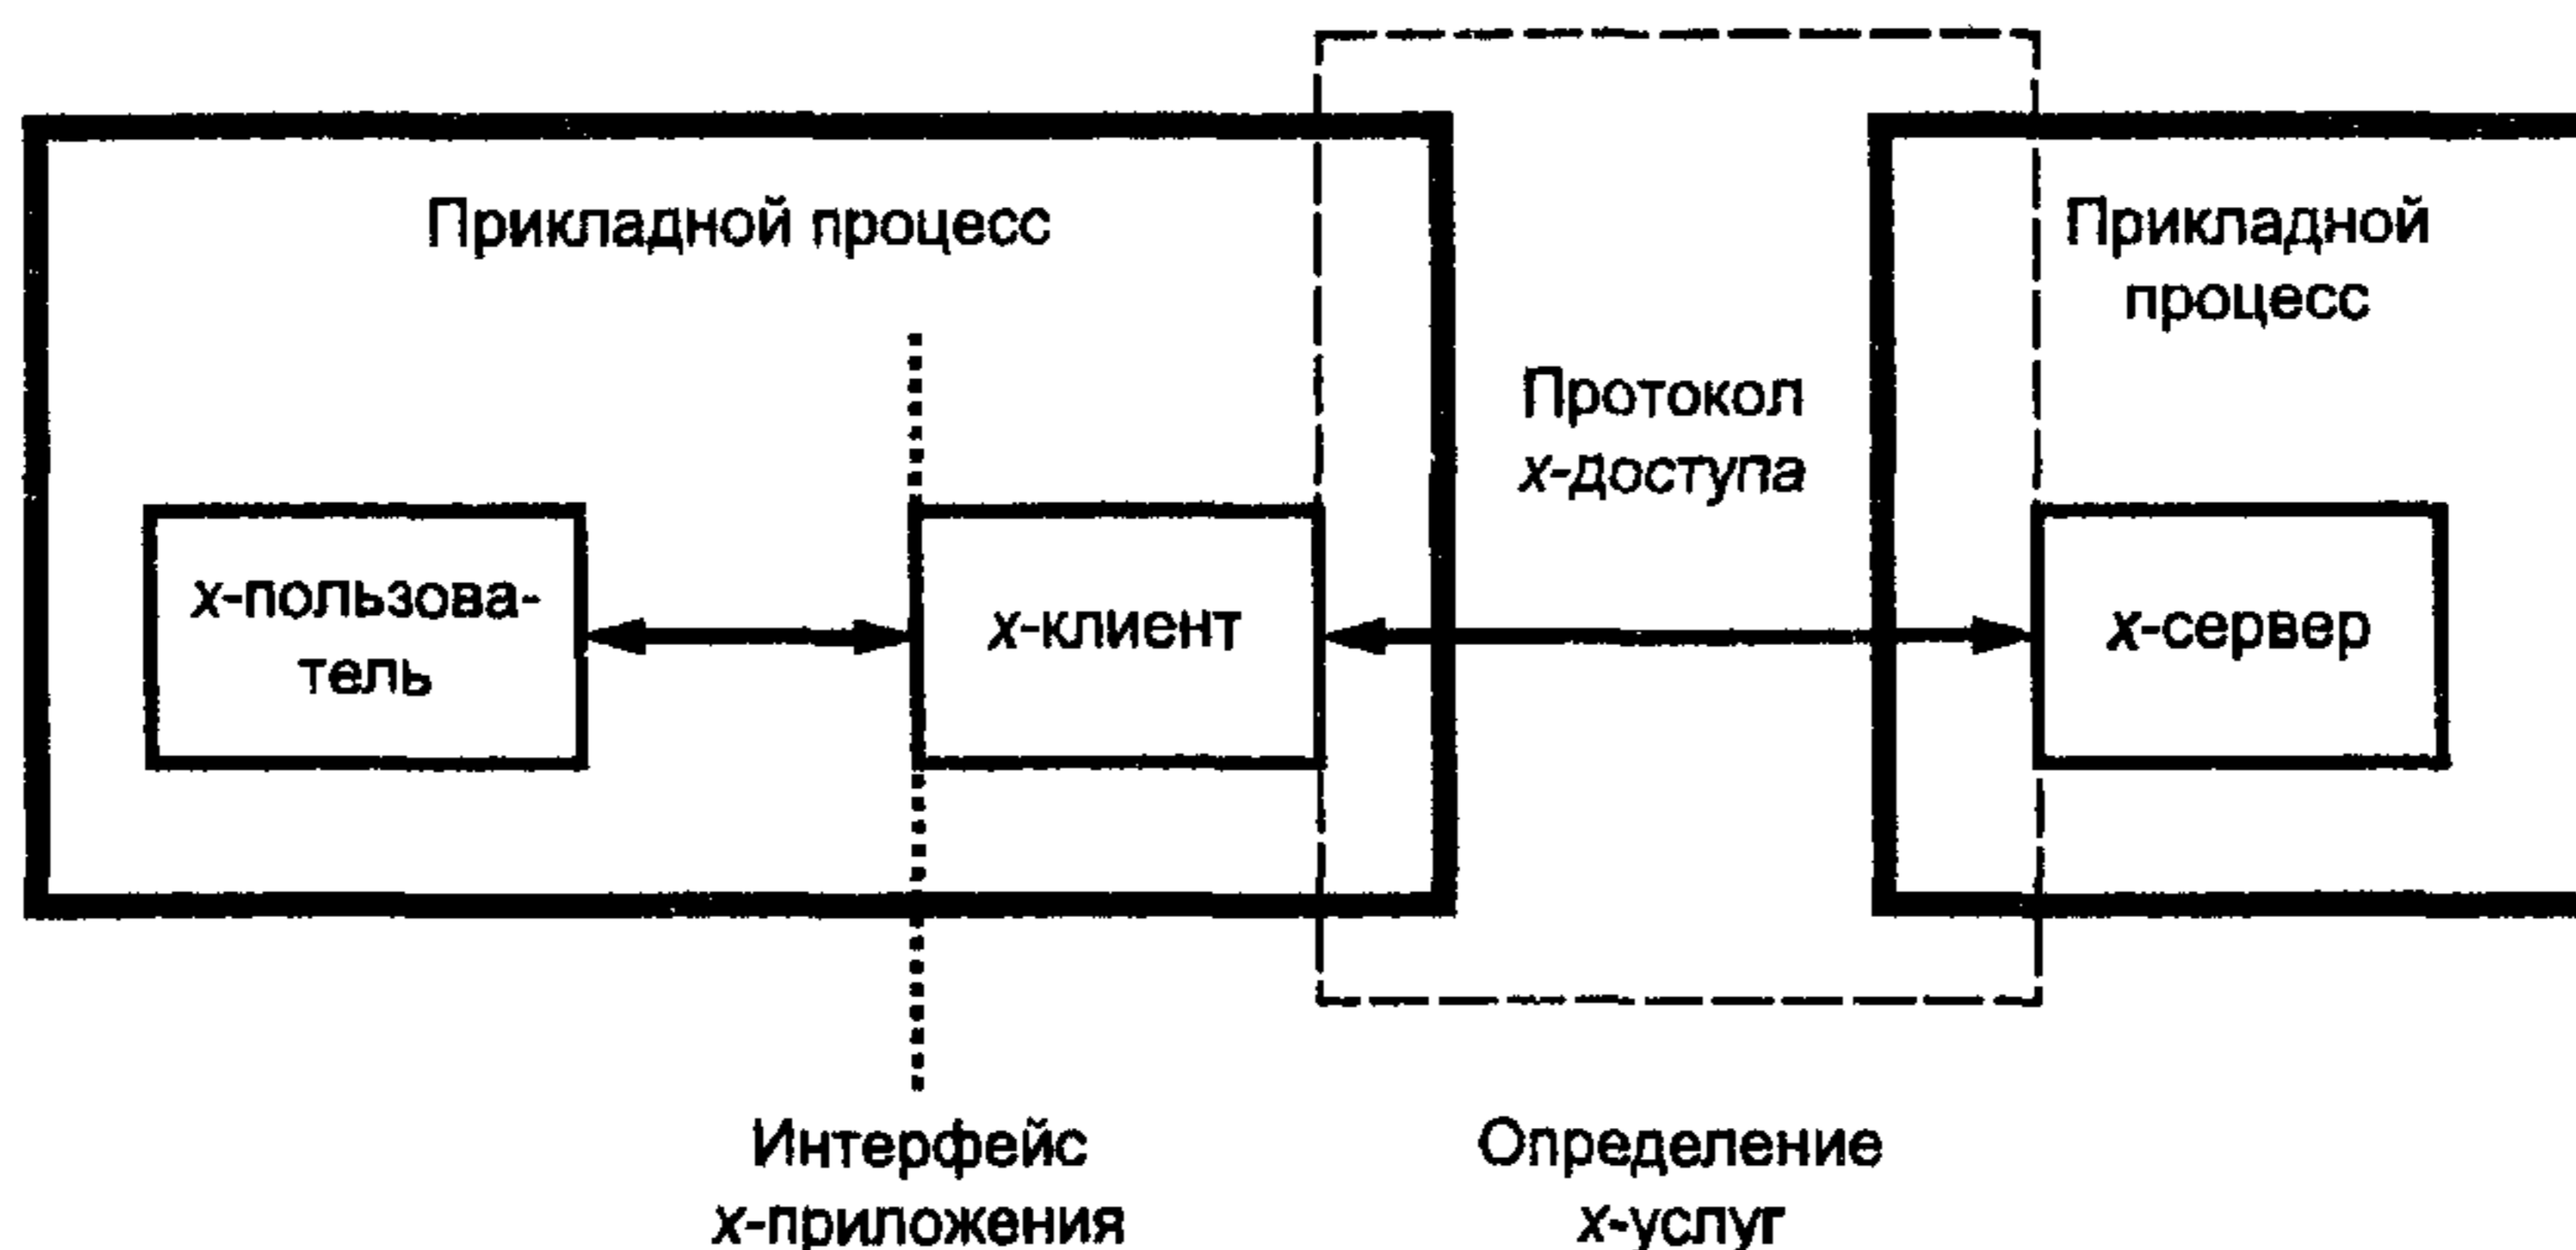 Прикладной процесс
Прикладной
процесс
Протокол
х-доступа
х-пользова-
тель
х-клиент
х-сервер
Интерфейс
х-приложения
Определение
х-услуг